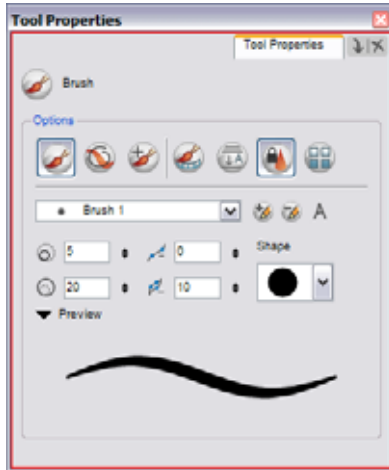 Tool Properties
Tool Properties
Brush
Options
Brush 1
A
5
0
Shape
20
10
Preview